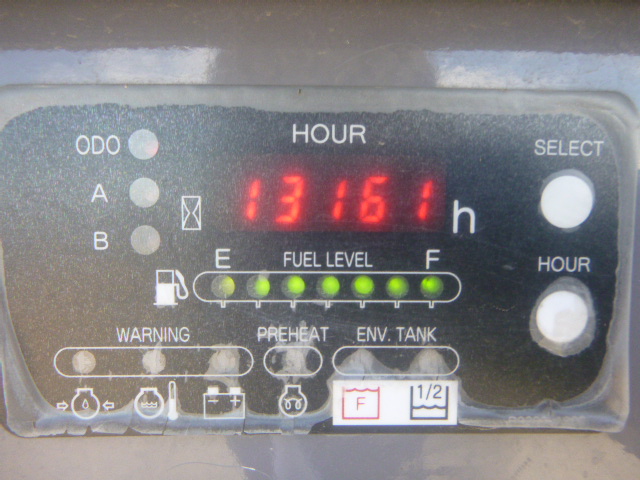 HOUR
ODO
SELECT
A
13161 h
B
E FUEL LEVEL F
HOUR
WARNING PREHEAT ENV. TANK
- +
F 1/2